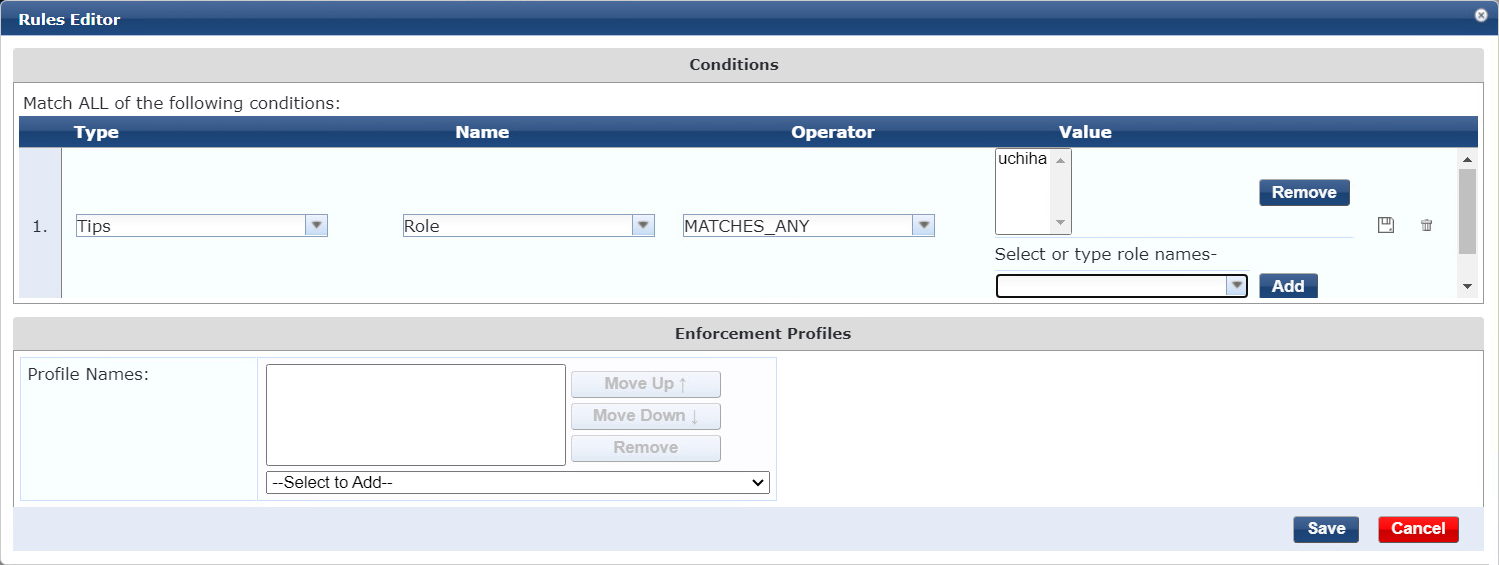 Rules Editor
Conditions
Match ALL of the following conditions:
Type Name Operator Value
1. Tips Role MATCHES_ANY uchiha Remove
Select or type role names-
Add
Enforcement Profiles
Profile Names:
Move Up ↑
Move Down ↓
Remove
--Select to Add--
Save Cancel